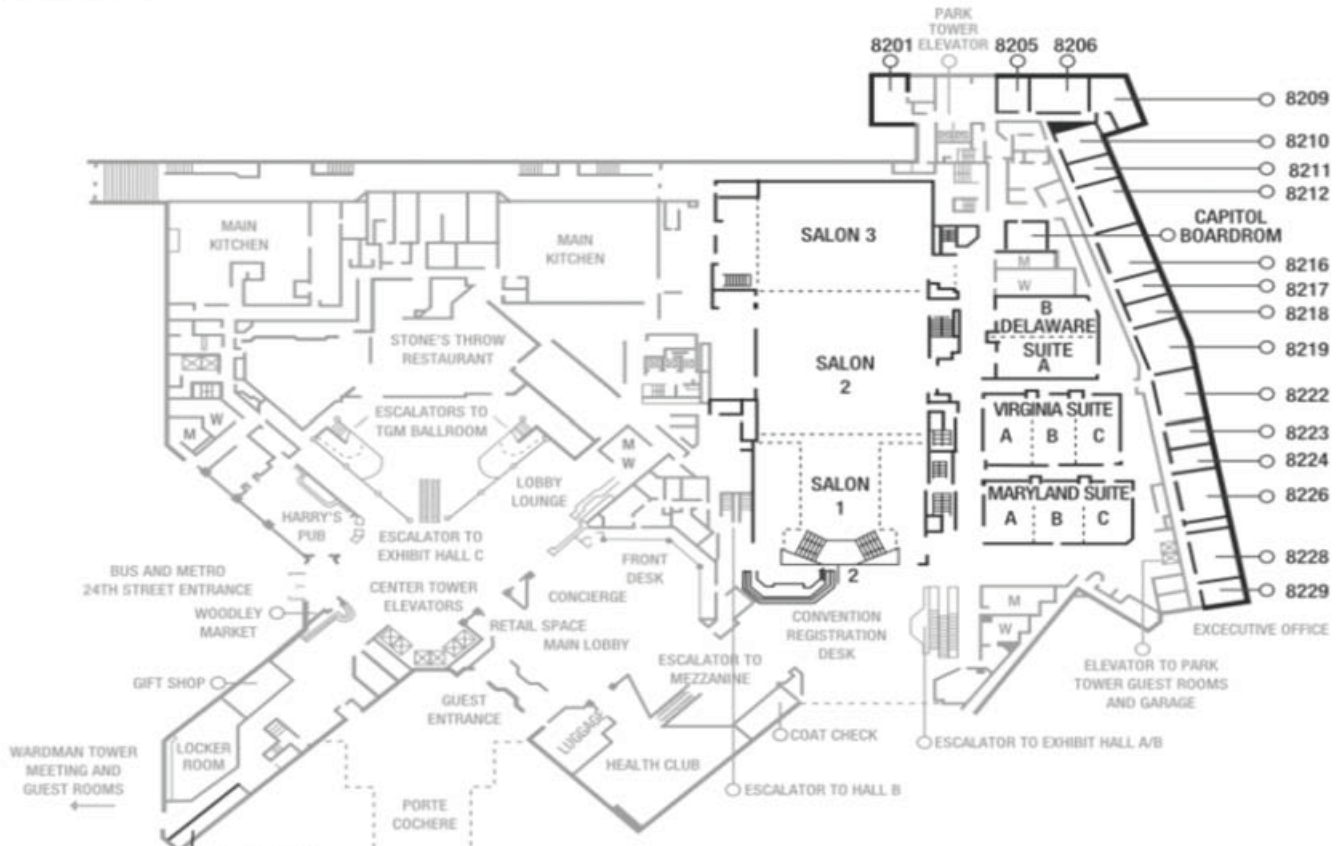 PARK
TOWER
ELEVATOR
8201
8205
8206
8209
8210
8211
8212
CAPITOL
BOARDROM
8216
8217
8218
8219
8222
8223
8224
8226
8228
8229
EXCECUTIVE OFFICE
MAIN
KITCHEN
MAIN
KITCHEN
SALON 3
M
W
B
DELAWARE
SUITE
A
STONE'S THROW
RESTAURANT
SALON
2
VIRGINIA SUITE
A B C
ESCALATORS TO
TGM BALLROOM
W
M
M
W
LOBBY
LOUNGE
SALON
1
MARYLAND SUITE
A B C
HARRY'S
PUB
ESCALATOR TO
EXHIBIT HALL C
FRONT
DESK
2
BUS AND METRO
24TH STREET ENTRANCE
CENTER TOWER
ELEVATORS
CONCIERGE
WOODLEY
MARKET
RETAIL SPACE
MAIN LOBBY
CONVENTION
REGISTRATION
DESK
M
W
ESCALATOR TO
MEZZANINE
ELEVATOR TO PARK
TOWER GUEST ROOMS
AND GARAGE
GIFT SHOP
GUEST
ENTRANCE
LUGGAGE
COAT CHECK
ESCALATOR TO EXHIBIT HALL A/B
WARDMAN TOWER
MEETING AND
GUEST ROOMS
LOCKER
ROOM
HEALTH CLUB
ESCALATOR TO HALL B
PORTE
COCHERE